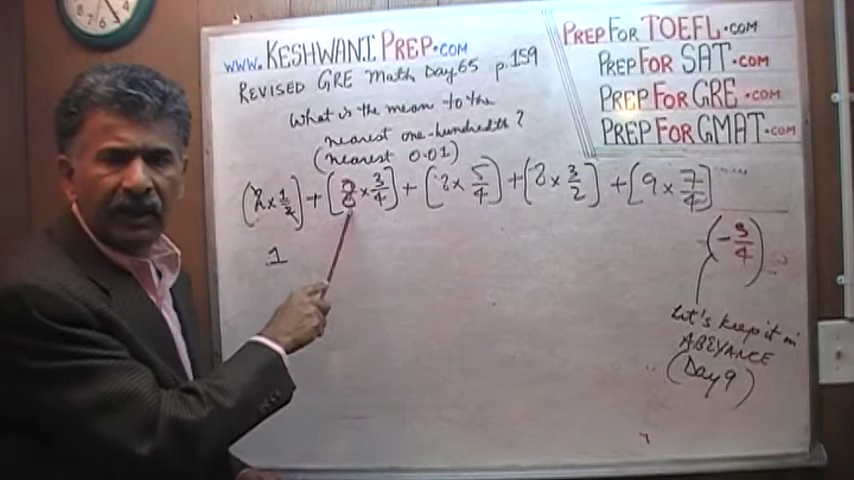 www.KESHWANI PREP.com
REVISED GRE Math Day 65 p.159
What is the mean to the
nearest one-hundredth?
(nearest 0.01)
(2×1/2)+[2×3/4]+(2×5/4)+[8×3/2]+[9×7/4].....
1
(-3/4)
Let's keep it in
ABEYANCE
(Day 9)
PREP FOR TOEFL.com
PREP FOR SAT.com
PREP FOR GRE.com
PREP FOR GMAT.com